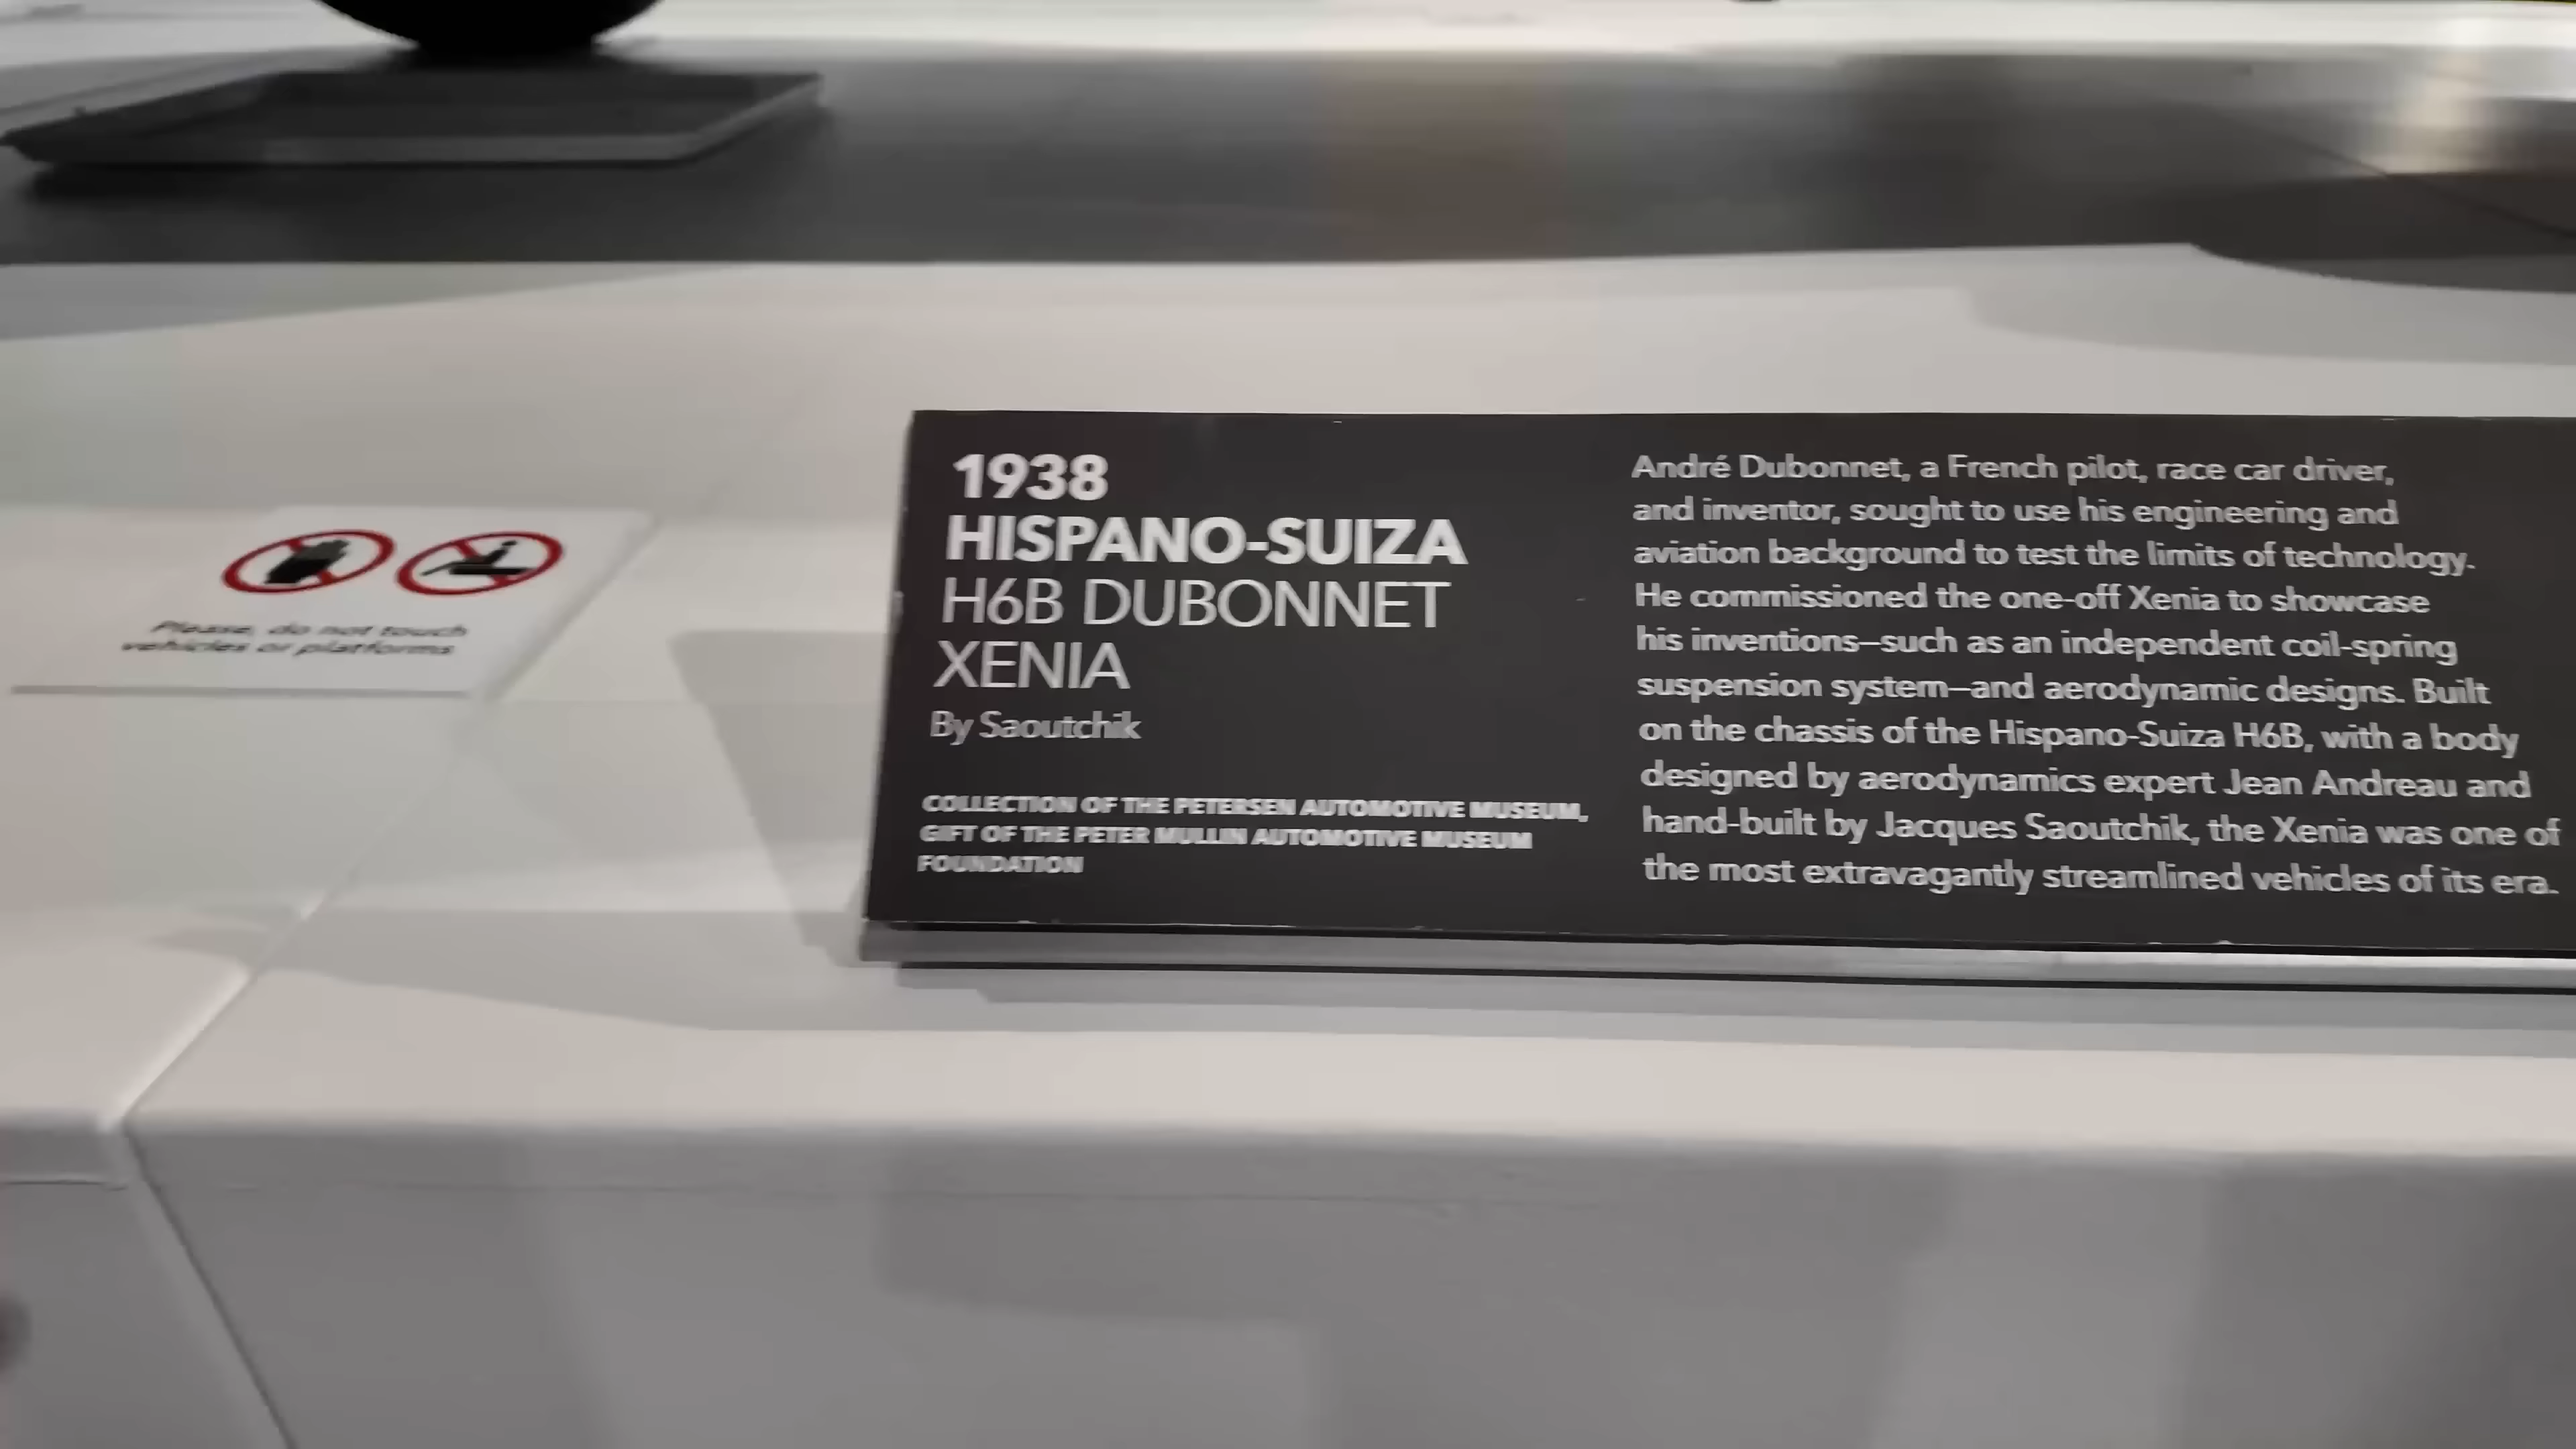 Please, do not touch
vehicles or platforms
1938
HISPANO-SUIZA
H6B DUBONNET
XENIA
By Saoutchik
COLLECTION OF THE PETERSEN AUTOMOTIVE MUSEUM,
GIFT OF THE PETER MULLIN AUTOMOTIVE MUSEUM
FOUNDATION
André Dubonnet, a French pilot, race car driver,
and inventor, sought to use his engineering and
aviation background to test the limits of technology.
He commissioned the one-off Xenia to showcase
his inventions—such as an independent coil-spring
suspension system—and aerodynamic designs. Built
on the chassis of the Hispano-Suiza H6B, with a body
designed by aerodynamics expert Jean Andreau and
hand-built by Jacques Saoutchik, the Xenia was one of
the most extravagantly streamlined vehicles of its era.